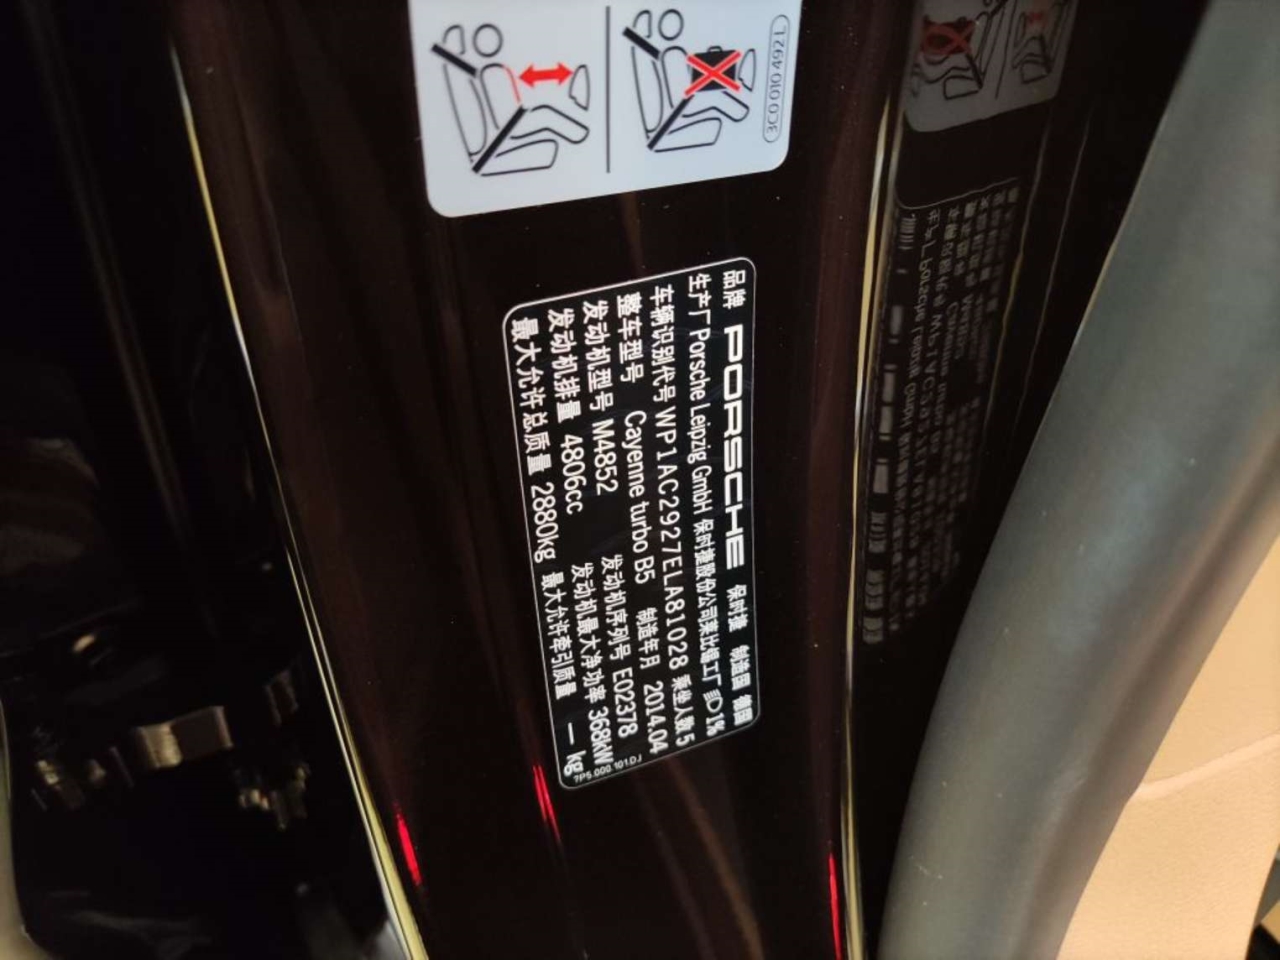 3C0 010 492 L
品牌 PORSCHE 保时捷 制造国 德国
生产厂 Porsche Leipzig GmbH 保时捷股份公司莱比锡工厂 1%
车辆识别代号 WP1AC2927ELA81028 乘坐人数 5
整车型号 Cayenne turbo B5 制造年月 2014.04
发动机型号 M4852 发动机序列号 E02378
发动机排量 4806cc 发动机最大净功率 368kW
最大允许总质量 2880kg 最大允许牵引质量 — kg
7P5.000.101.DJ